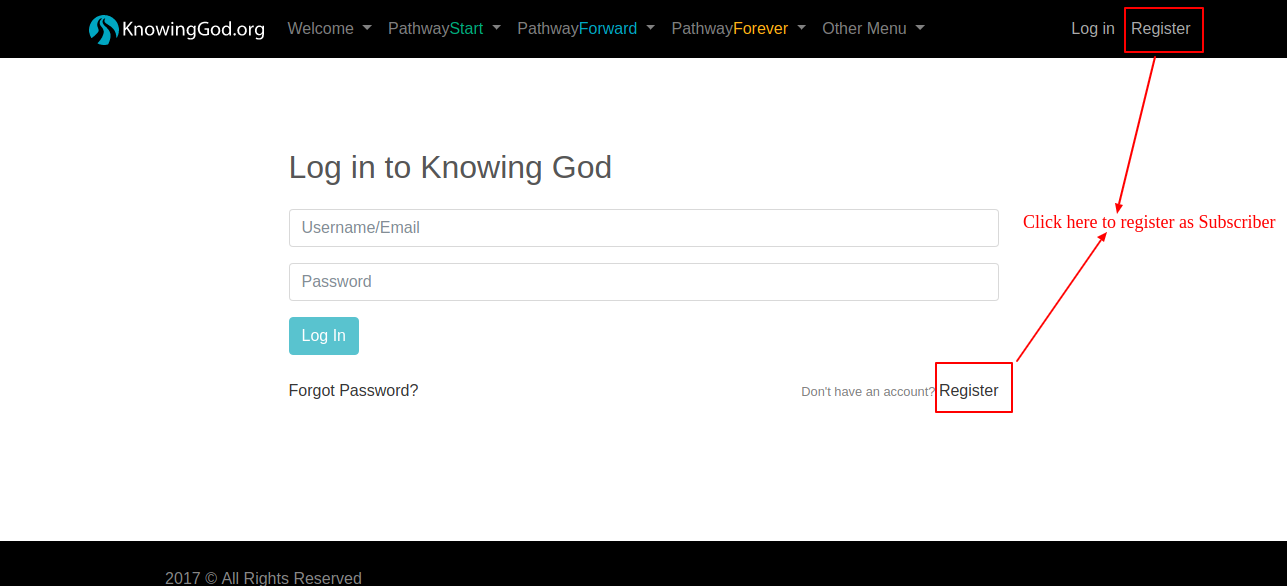 KnowingGod.org Welcome PathwayStart PathwayForward PathwayForever Other Menu Log in Register
Log in to Knowing God
Username/Email
Click here to register as Subscriber
Password
Log In
Forgot Password? Don't have an account? Register
2017 © All Rights Reserved